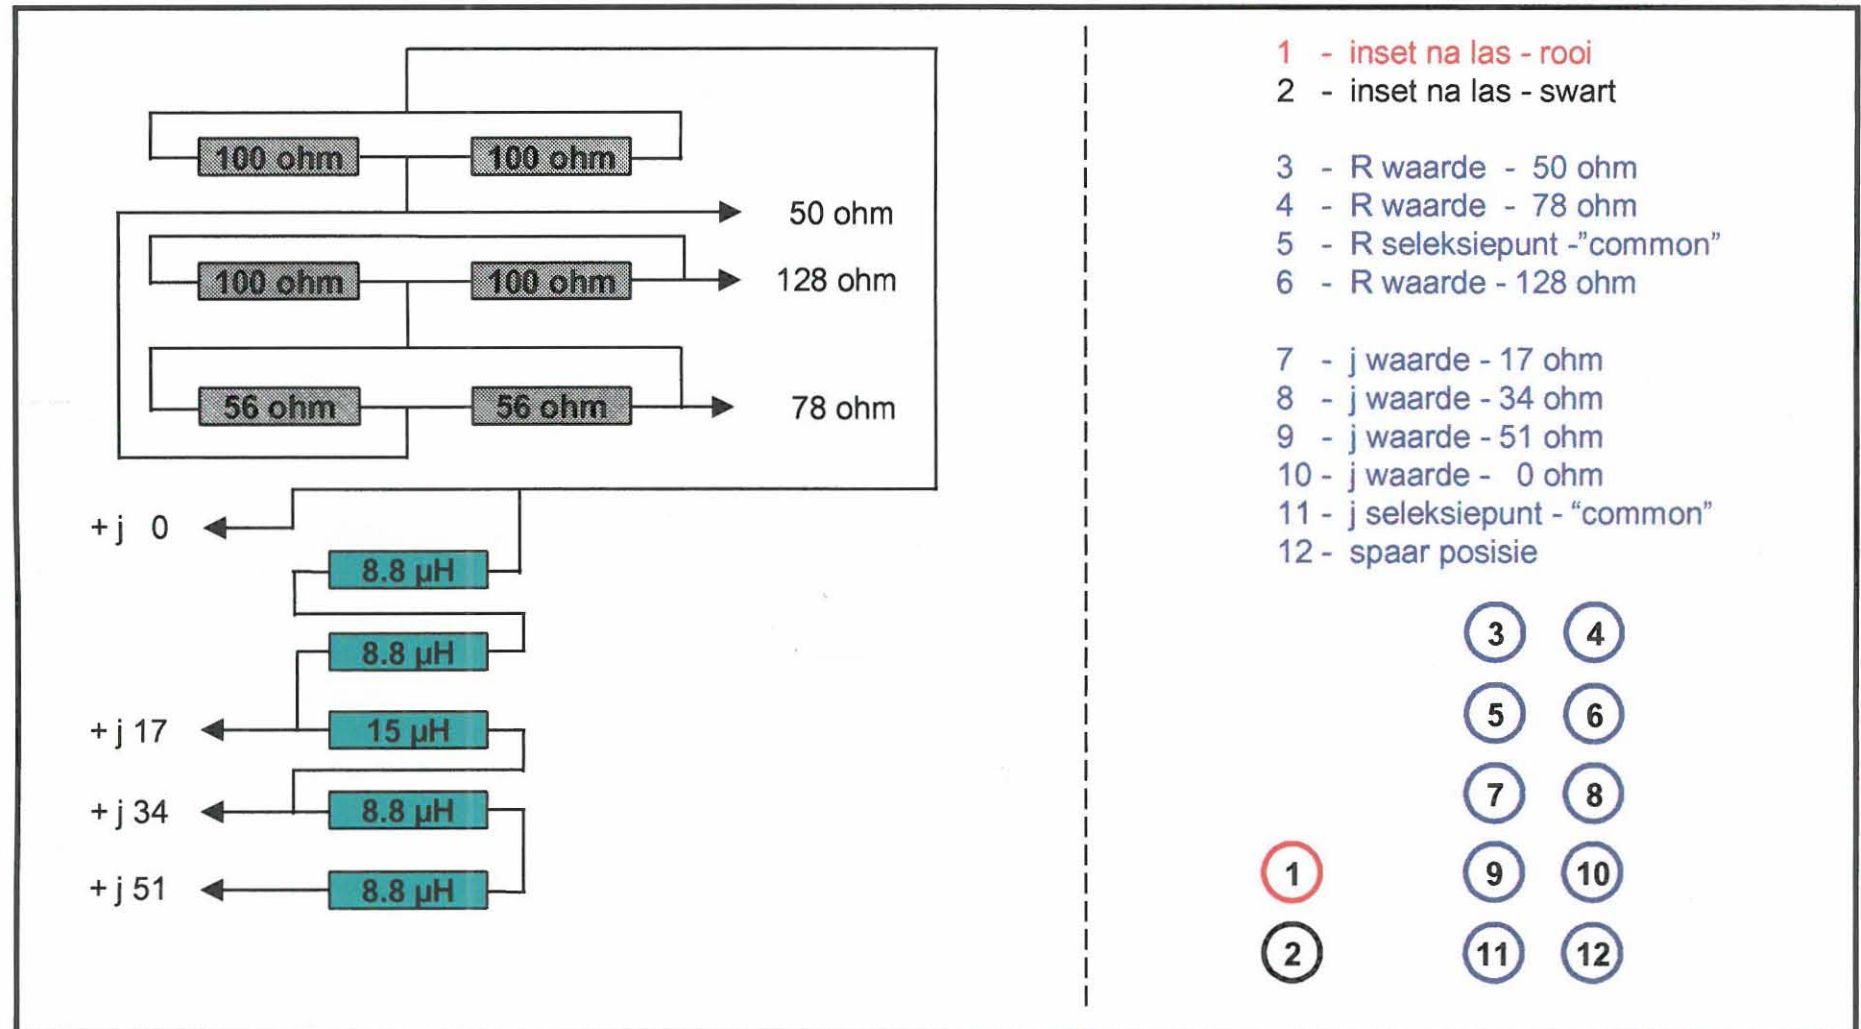 100 ohm 100 ohm
50 ohm
100 ohm 100 ohm 128 ohm
56 ohm 56 ohm 78 ohm
+ j 0
8.8 µH
8.8 µH
+ j 17 15 µH
+ j 34 8.8 µH
+ j 51 8.8 µH
1 - inset na las - rooi
2 - inset na las - swart
3 - R waarde - 50 ohm
4 - R waarde - 78 ohm
5 - R seleksiepunt -”common”
6 - R waarde - 128 ohm
7 - j waarde - 17 ohm
8 - j waarde - 34 ohm
9 - j waarde - 51 ohm
10 - j waarde - 0 ohm
11 - j seleksiepunt - “common”
12 - spaar posisie
3 4
5 6
7 8
1 9 10
2 11 12